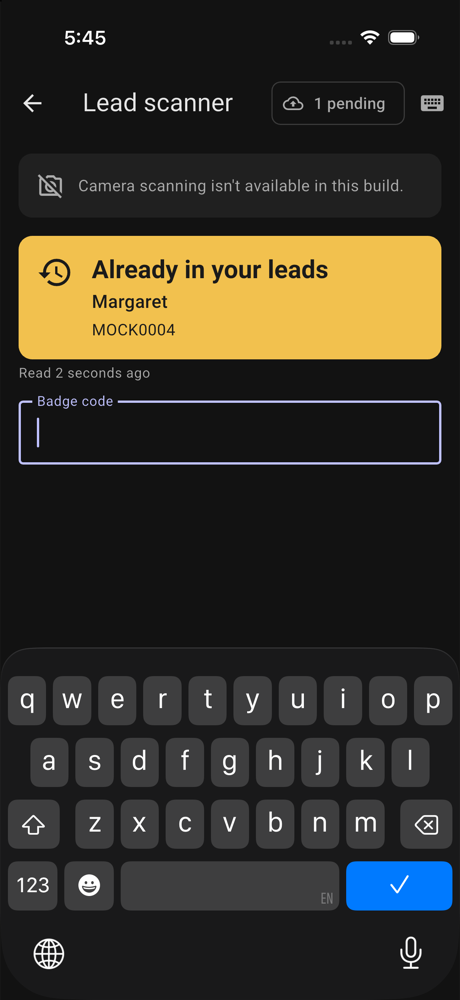 5:45
Lead scanner
1 pending
Camera scanning isn't available in this build.
Already in your leads
Margaret
MOCK0004
Read 2 seconds ago
Badge code
q w e r t y u i o p
a s d f g h j k l
z x c v b n m
123
EN